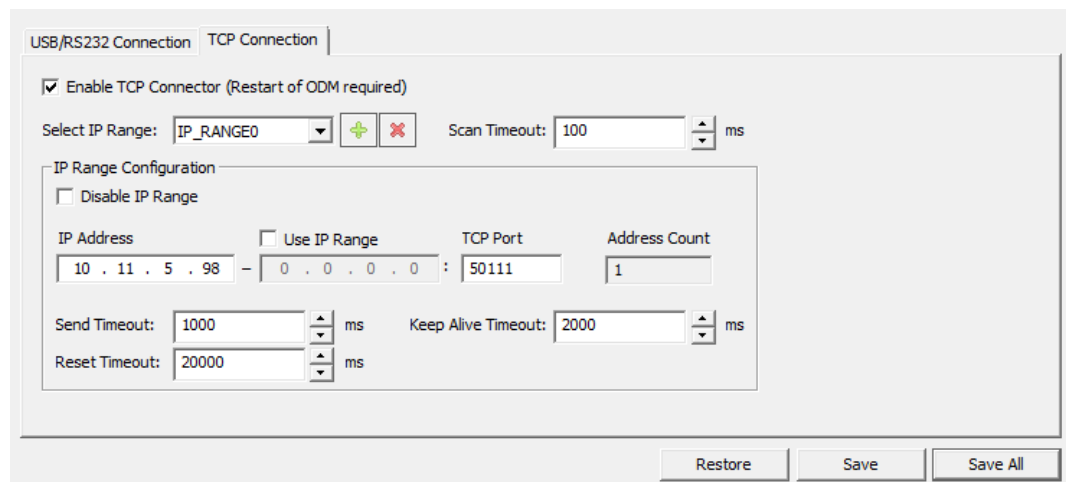 USB/RS232 Connection TCP Connection
Enable TCP Connector (Restart of ODM required)
Select IP Range: IP_RANGE0 Scan Timeout: 100 ms
IP Range Configuration
Disable IP Range
IP Address Use IP Range TCP Port Address Count
10 . 11 . 5 . 98 – 0 . 0 . 0 . 0 : 50111 1
Send Timeout: 1000 ms Keep Alive Timeout: 2000 ms
Reset Timeout: 20000 ms
Restore Save Save All